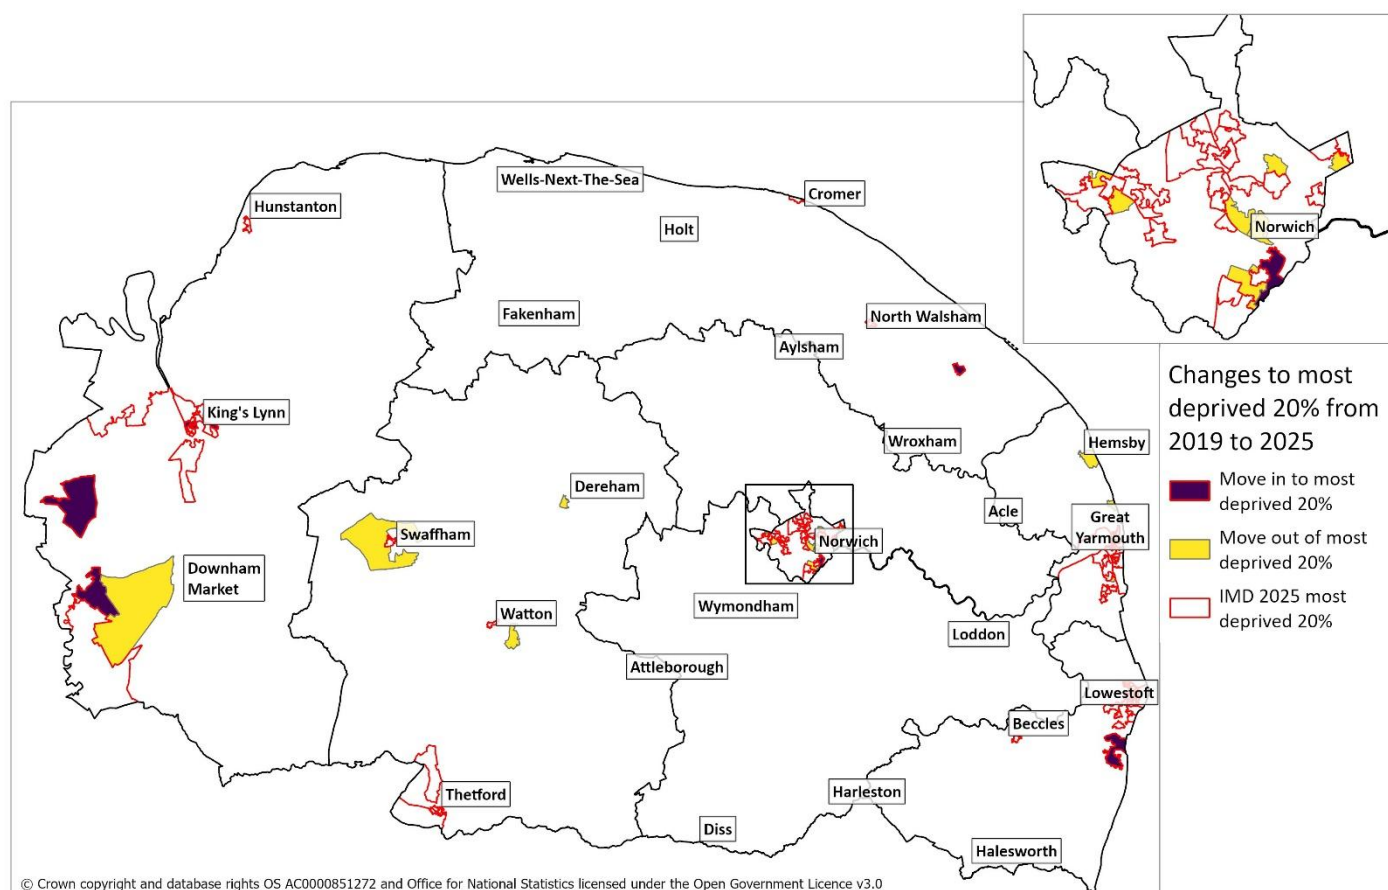 Wells-Next-The-Sea
Cromer
Hunstanton
Holt
Norwich
Fakenham
North Walsham
Aylsham
Changes to most
deprived 20% from
2019 to 2025
Move in to most
deprived 20%
Move out of most
deprived 20%
IMD 2025 most
deprived 20%
King's Lynn
Wroxham
Hemsby
Dereham
Acle
Great
Yarmouth
Swaffham
Norwich
Downham
Market
Wymondham
Watton
Loddon
Attleborough
Lowestoft
Beccles
Thetford
Harleston
Diss
Halesworth
© Crown copyright and database rights OS AC0000851272 and Office for National Statistics licensed under the Open Government Licence v3.0